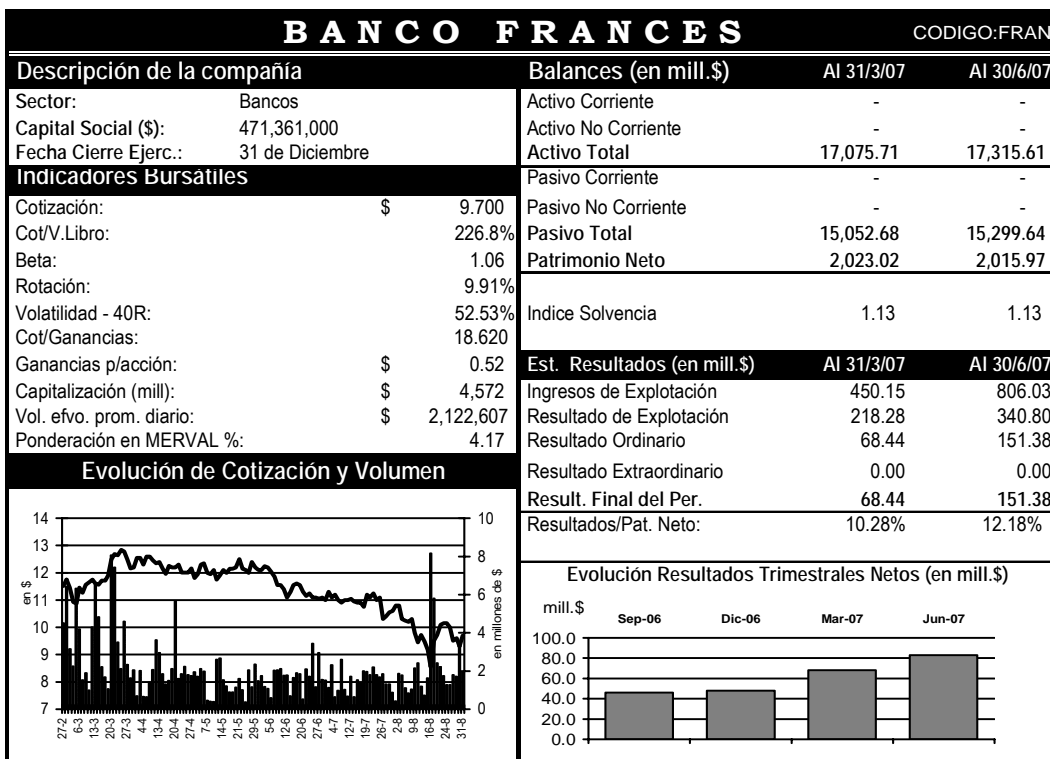 BANCO FRANCES CODIGO:FRAN
Descripción de la compañía
Sector: Bancos
Capital Social ($): 471,361,000
Fecha Cierre Ejerc.: 31 de Diciembre
Indicadores Bursátiles
Cotización: $ 9.700
Cot/V.Libro: 226.8%
Beta: 1.06
Rotación: 9.91%
Volatilidad - 40R: 52.53%
Cot/Ganancias: 18.620
Ganancias p/acción: $ 0.52
Capitalización (mill): $ 4,572
Vol. efvo. prom. diario: $ 2,122,607
Ponderación en MERVAL %: 4.17
Evolución de Cotización y Volumen
14 10
13
12 8
11 6
10 4
9
8 2
7 0
en $
en millones de $
27-2 6-3 13-3 20-3 27-3 4-4 13-4 20-4 27-4 7-5 14-5 21-5 29-5 5-6 12-6 20-6 27-6 4-7 12-7 19-7 26-7 2-8 9-8 16-8 24-8 31-8
Balances (en mill.$) Al 31/3/07 Al 30/6/07
Activo Corriente - -
Activo No Corriente - -
Activo Total 17,075.71 17,315.61
Pasivo Corriente - -
Pasivo No Corriente - -
Pasivo Total 15,052.68 15,299.64
Patrimonio Neto 2,023.02 2,015.97
Indice Solvencia 1.13 1.13
Est. Resultados (en mill.$) Al 31/3/07 Al 30/6/07
Ingresos de Explotación 450.15 806.03
Resultado de Explotación 218.28 340.80
Resultado Ordinario 68.44 151.38
Resultado Extraordinario 0.00 0.00
Result. Final del Per. 68.44 151.38
Resultados/Pat. Neto: 10.28% 12.18%
Evolución Resultados Trimestrales Netos (en mill.$)
mill.$
Sep-06 Dic-06 Mar-07 Jun-07
100.0
80.0
60.0
40.0
20.0
0.0